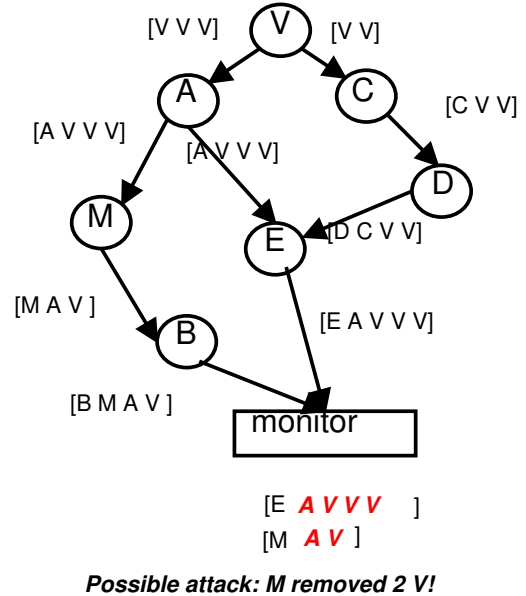 [V V V]
V
[V V]
A
C
[C V V]
[A V V V]
[A V V V]
D
M
E
[D C V V]
[M A V ]
B
[E A V V V]
[B M A V ]
monitor
[E A V V V ]
[M A V ]
Possible attack: M removed 2 V!